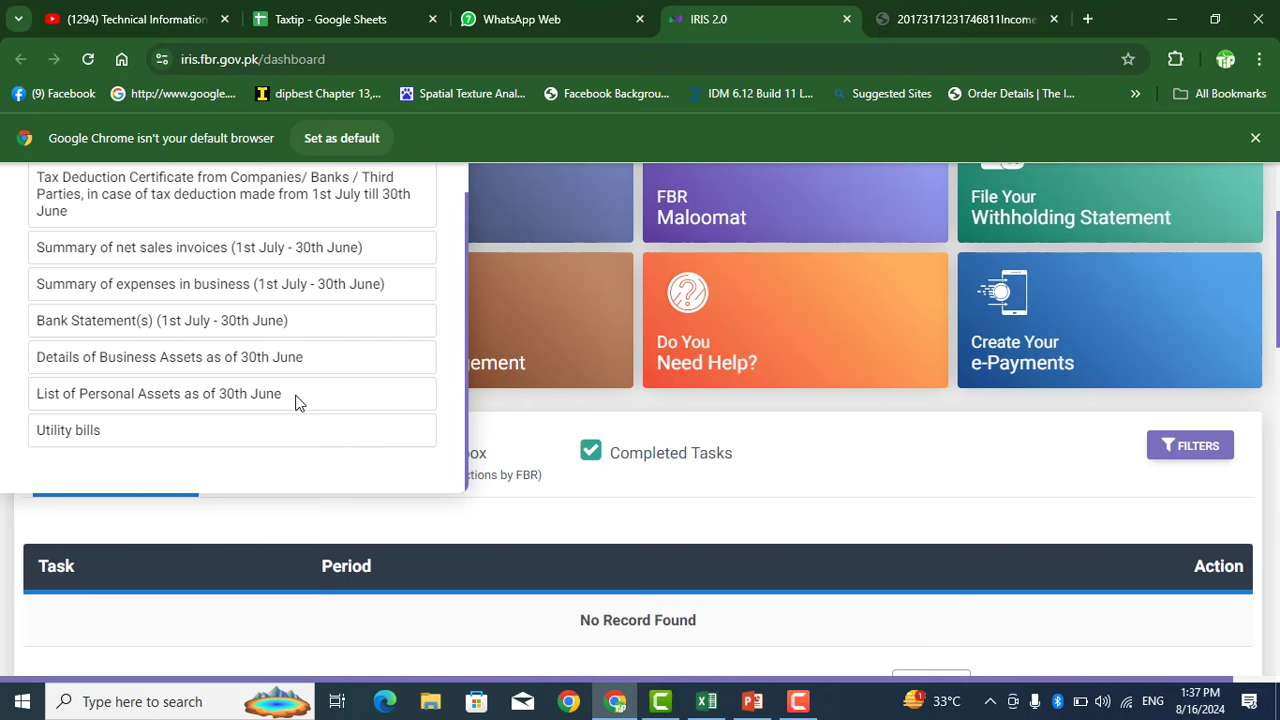 (1294) Technical Information
Taxtip - Google Sheets
WhatsApp Web
IRIS 2.0
20173171231746811Income
iris.fbr.gov.pk/dashboard
(9) Facebook
http://www.google....
dipbest Chapter 13,...
Spatial Texture Anal...
Facebook Backgrou...
IDM 6.12 Build 11 L...
Suggested Sites
Order Details | The I...
All Bookmarks
Google Chrome isn't your default browser
Set as default
Tax Deduction Certificate from Companies/ Banks / Third
Parties, in case of tax deduction made from 1st July till 30th
June
Summary of net sales invoices (1st July - 30th June)
Summary of expenses in business (1st July - 30th June)
Bank Statement(s) (1st July - 30th June)
Details of Business Assets as of 30th June
List of Personal Assets as of 30th June
Utility bills
FBR
Maloomat
File Your
Withholding Statement
gement
Do You
Need Help?
Create Your
e-Payments
ox
ctions by FBR)
Completed Tasks
FILTERS
Task
Period
Action
No Record Found
Type here to search
33°C
ENG
1:37 PM
8/16/2024